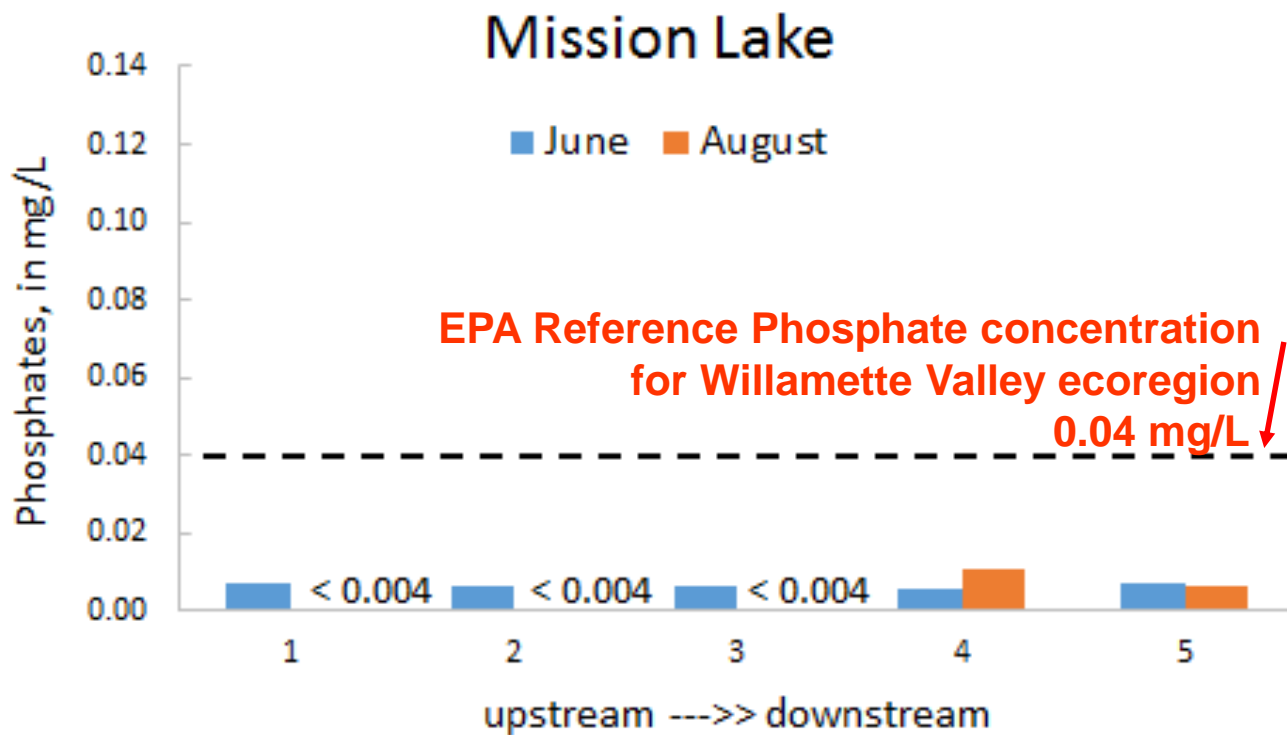 Mission Lake
June August
Phosphates, in mg/L
0.14
0.12
0.10
0.08
0.06
0.04
0.02
0.00
EPA Reference Phosphate concentration
for Willamette Valley ecoregion
0.04 mg/L
< 0.004 < 0.004 < 0.004
1 2 3 4 5
upstream --->> downstream